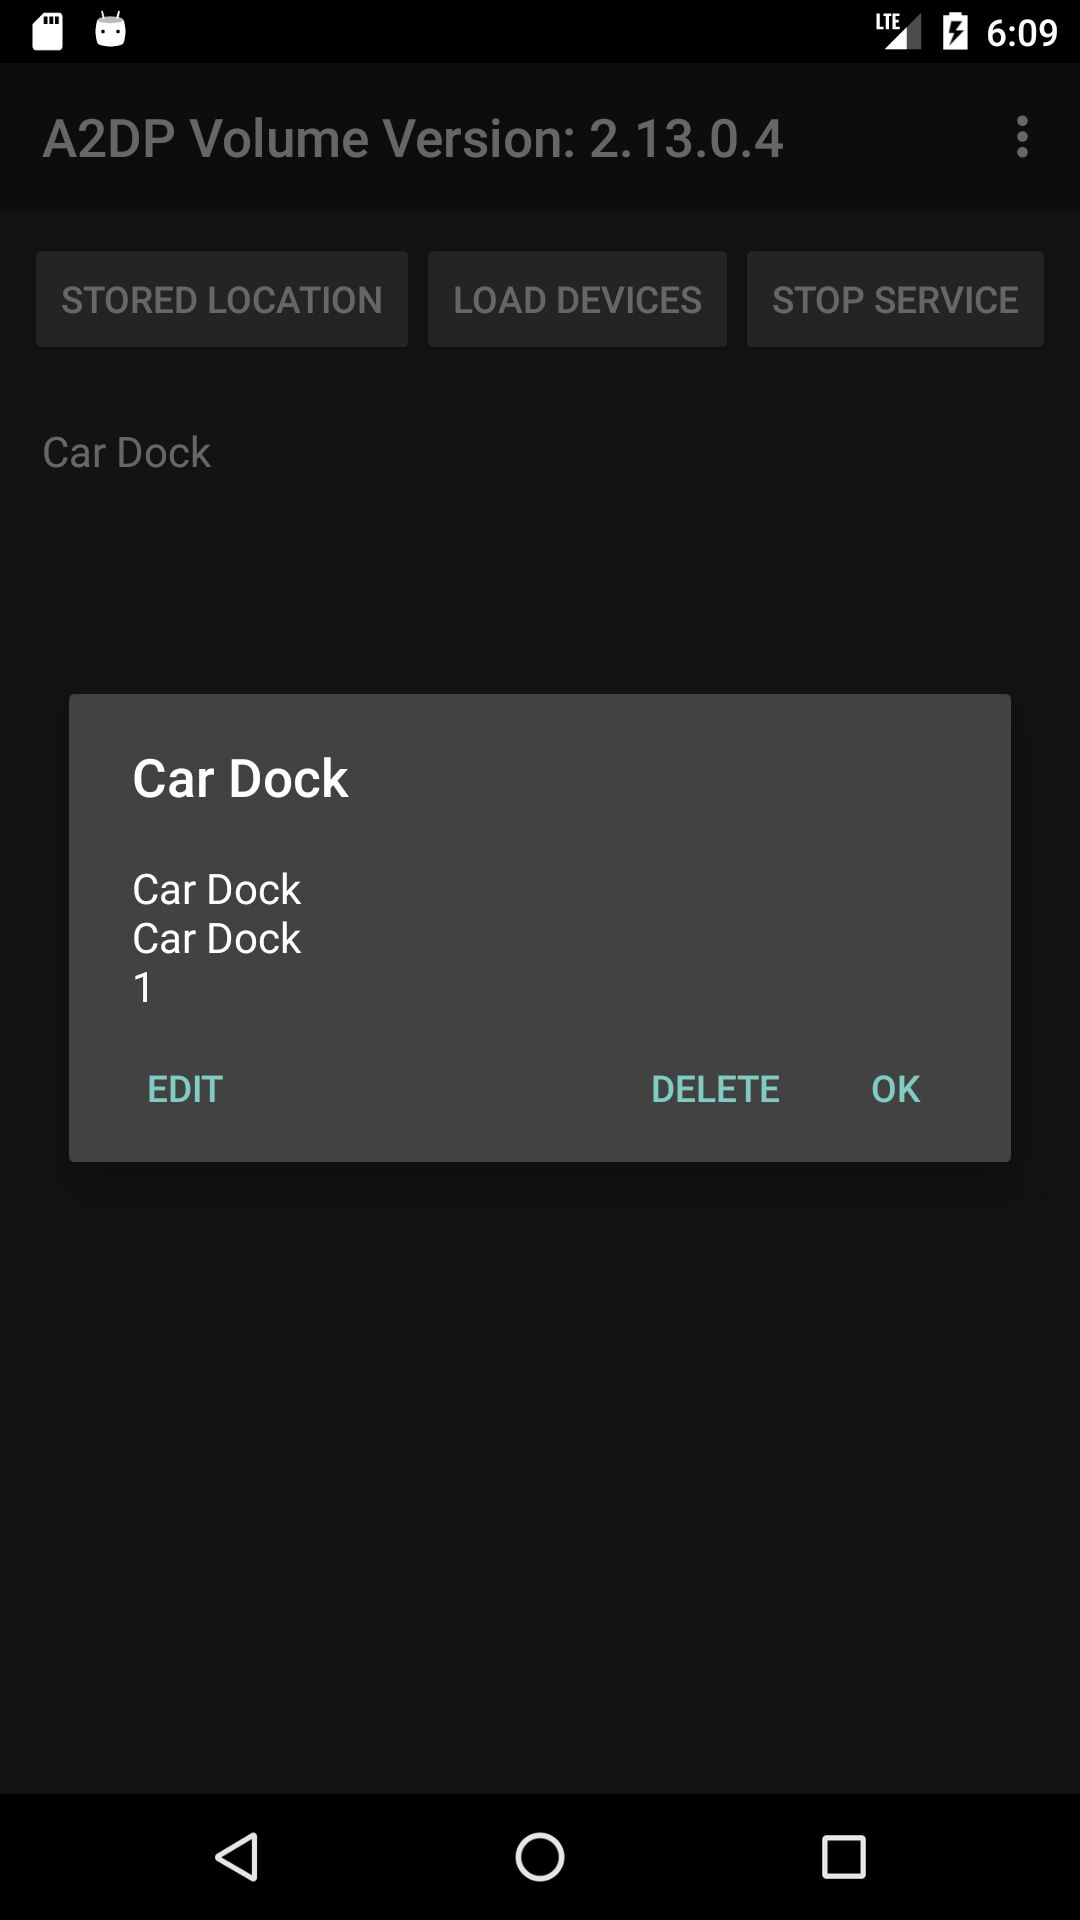 LTE 6:09
A2DP Volume Version: 2.13.0.4
STORED LOCATION LOAD DEVICES STOP SERVICE
Car Dock
Car Dock
Car Dock
Car Dock
1
EDIT DELETE OK